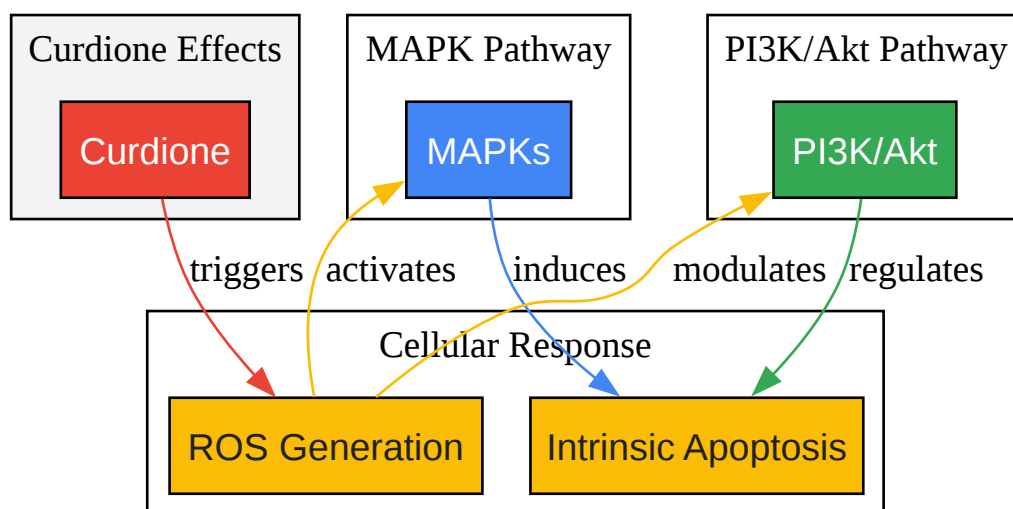 Curdione Effects
MAPK Pathway
PI3K/Akt Pathway
Curdione
MAPKs
PI3K/Akt
triggers
activates
induces
modulates
regulates
Cellular Response
ROS Generation
Intrinsic Apoptosis